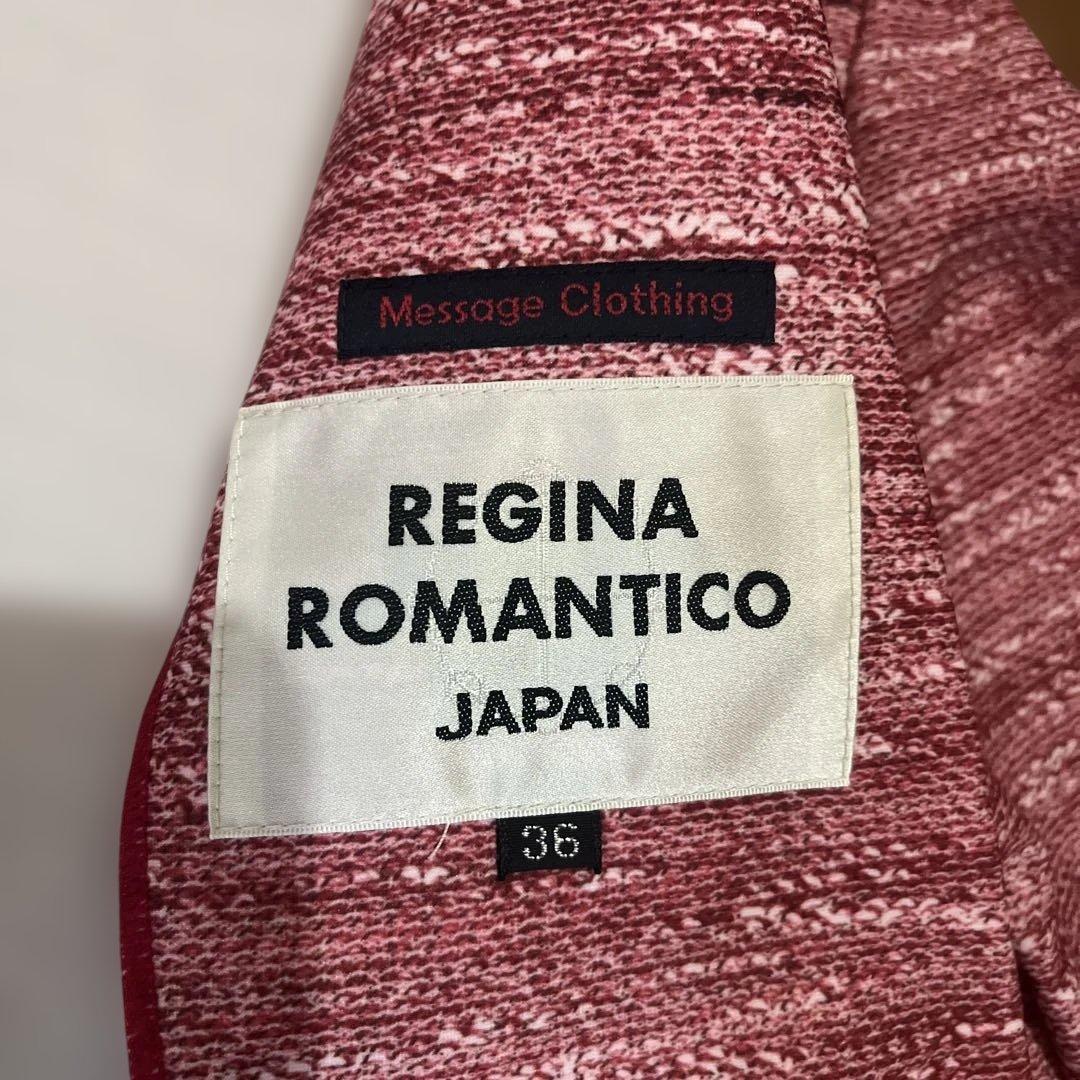 Message Clothing
REGINA
ROMANTICO
JAPAN
36